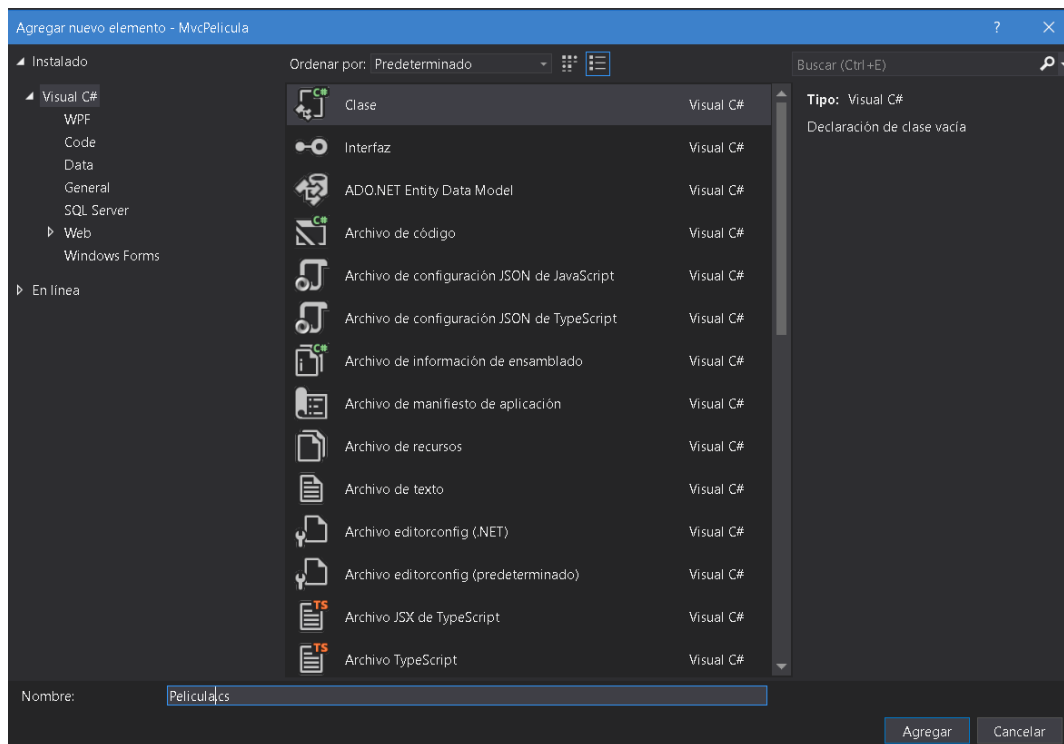 Agregar nuevo elemento - MvcPelicula
Instalado
Visual C#
WPF
Code
Data
General
SQL Server
Web
Windows Forms
En línea
Ordenar por: Predeterminado
Clase Visual C#
Interfaz Visual C#
ADO.NET Entity Data Model Visual C#
Archivo de código Visual C#
Archivo de configuración JSON de JavaScript Visual C#
Archivo de configuración JSON de TypeScript Visual C#
Archivo de información de ensamblado Visual C#
Archivo de manifiesto de aplicación Visual C#
Archivo de recursos Visual C#
Archivo de texto Visual C#
Archivo editorconfig (.NET) Visual C#
Archivo editorconfig (predeterminado) Visual C#
Archivo JSX de TypeScript Visual C#
Archivo TypeScript Visual C#
Buscar (Ctrl+E)
Tipo: Visual C#
Declaración de clase vacía
Nombre: Pelicula.cs
Agregar Cancelar